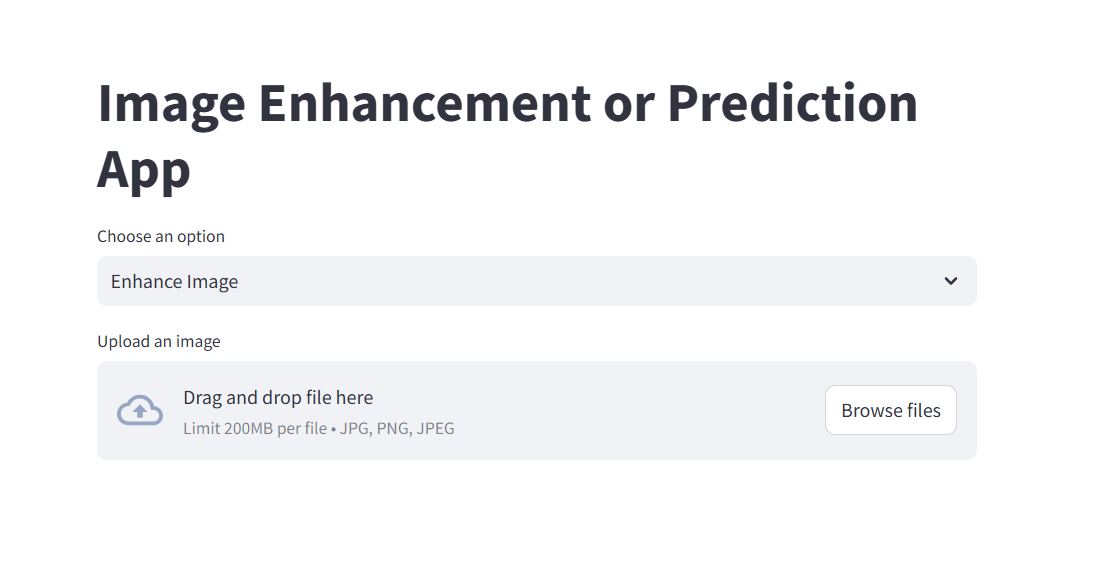 Image Enhancement or Prediction
App
Choose an option
Enhance Image
Upload an image
Drag and drop file here
Limit 200MB per file • JPG, PNG, JPEG
Browse files